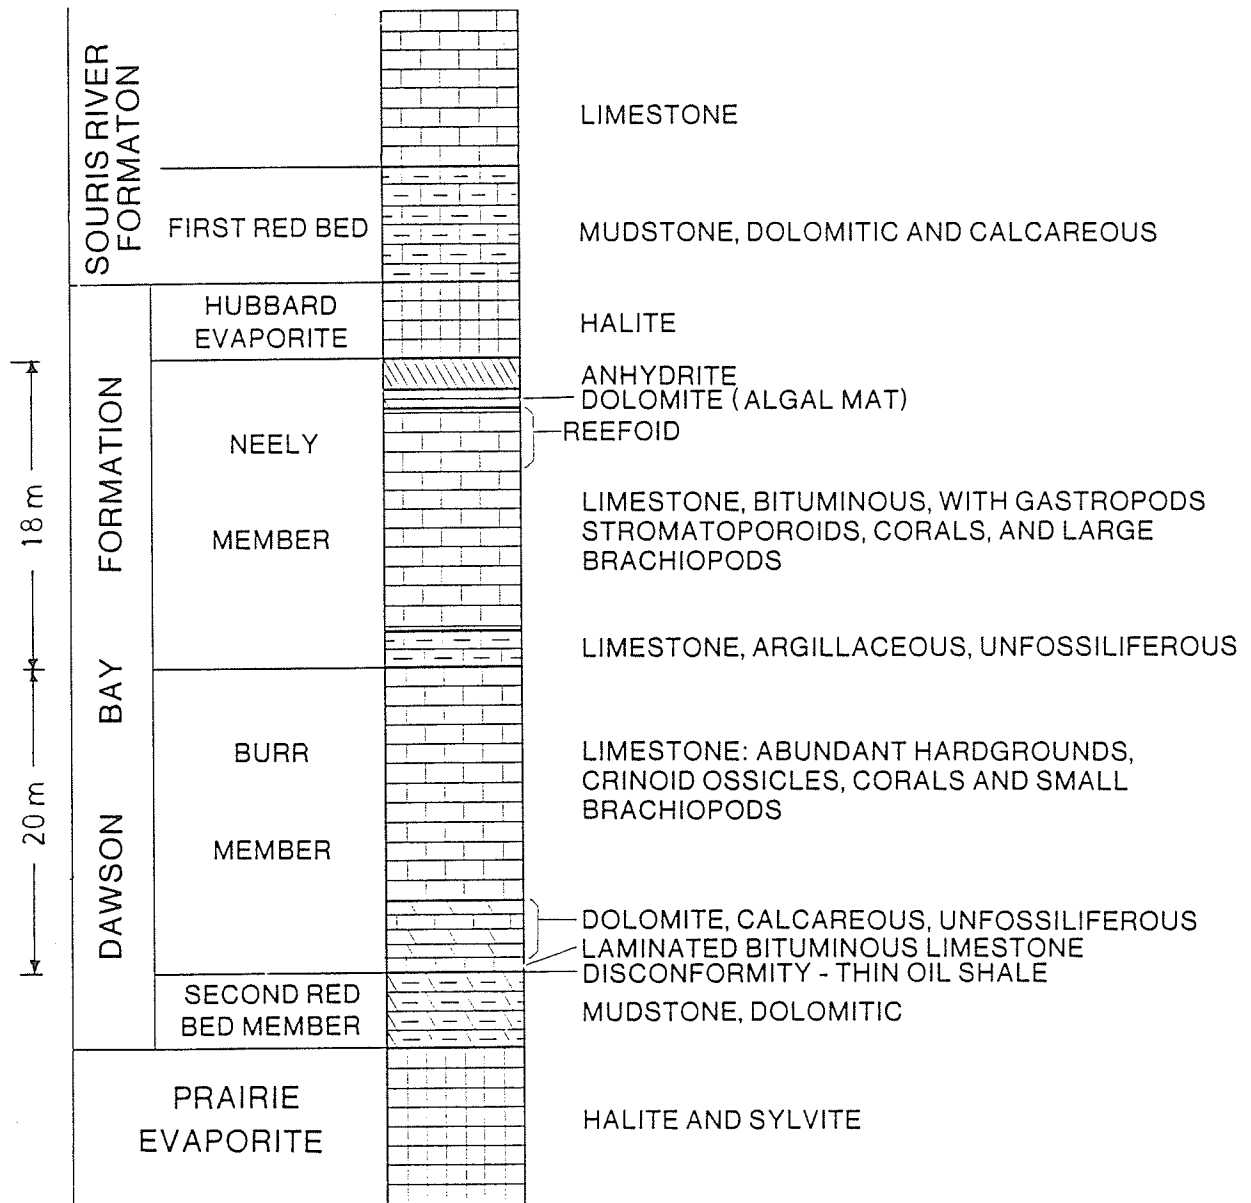 SOURIS RIVER
FORMATON
LIMESTONE
FIRST RED BED
MUDSTONE, DOLOMITIC AND CALCAREOUS
DAWSON BAY FORMATION
HUBBARD
EVAPORITE
HALITE
18 m
NEELY
MEMBER
ANHYDRITE
DOLOMITE (ALGAL MAT)
REEFOID
LIMESTONE, BITUMINOUS, WITH GASTROPODS
STROMATOPOROIDS, CORALS, AND LARGE
BRACHIOPODS
LIMESTONE, ARGILLACEOUS, UNFOSSILIFEROUS
20 m
BURR
MEMBER
LIMESTONE: ABUNDANT HARDGROUNDS,
CRINOID OSSICLES, CORALS AND SMALL
BRACHIOPODS
DOLOMITE, CALCAREOUS, UNFOSSILIFEROUS
LAMINATED BITUMINOUS LIMESTONE
DISCONFORMITY - THIN OIL SHALE
SECOND RED
BED MEMBER
MUDSTONE, DOLOMITIC
PRAIRIE
EVAPORITE
HALITE AND SYLVITE